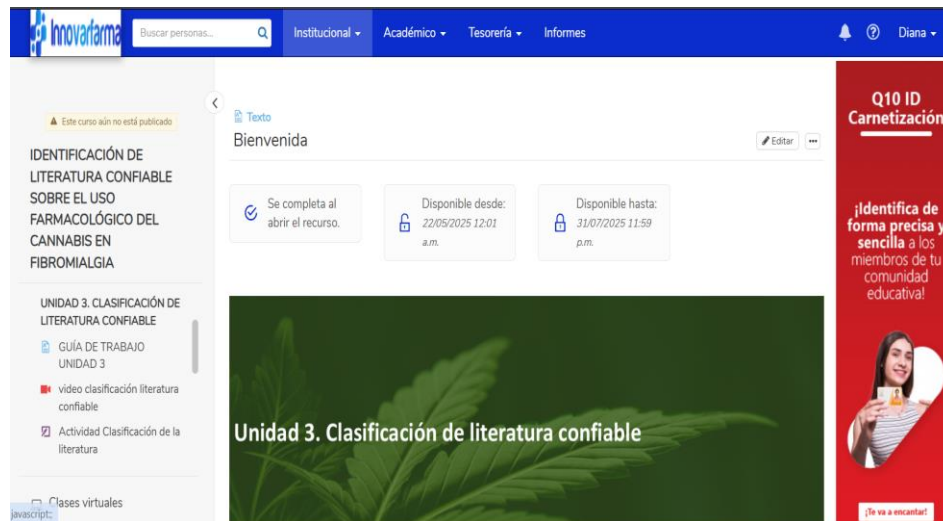 Innovarfarma
Buscar personas...
Institucional
Académico
Tesorería
Informes
Diana
Este curso aún no está publicado
IDENTIFICACIÓN DE
LITERATURA CONFIABLE
SOBRE EL USO
FARMACOLÓGICO DEL
CANNABIS EN
FIBROMIALGIA
UNIDAD 3. CLASIFICACIÓN DE
LITERATURA CONFIABLE
GUÍA DE TRABAJO
UNIDAD 3
video clasificación literatura
confiable
Actividad Clasificación de la
literatura
Clases virtuales
javascript:;
Texto
Bienvenida
Editar
Se completa al
abrir el recurso.
Disponible desde:
22/05/2025 12:01
a.m.
Disponible hasta:
31/07/2025 11:59
p.m.
Unidad 3. Clasificación de literatura confiable
Q10 ID
Carnetización
¡Identifica de
forma precisa y
sencilla a los
miembros de tu
comunidad
educativa!
¡Te va a encantar!